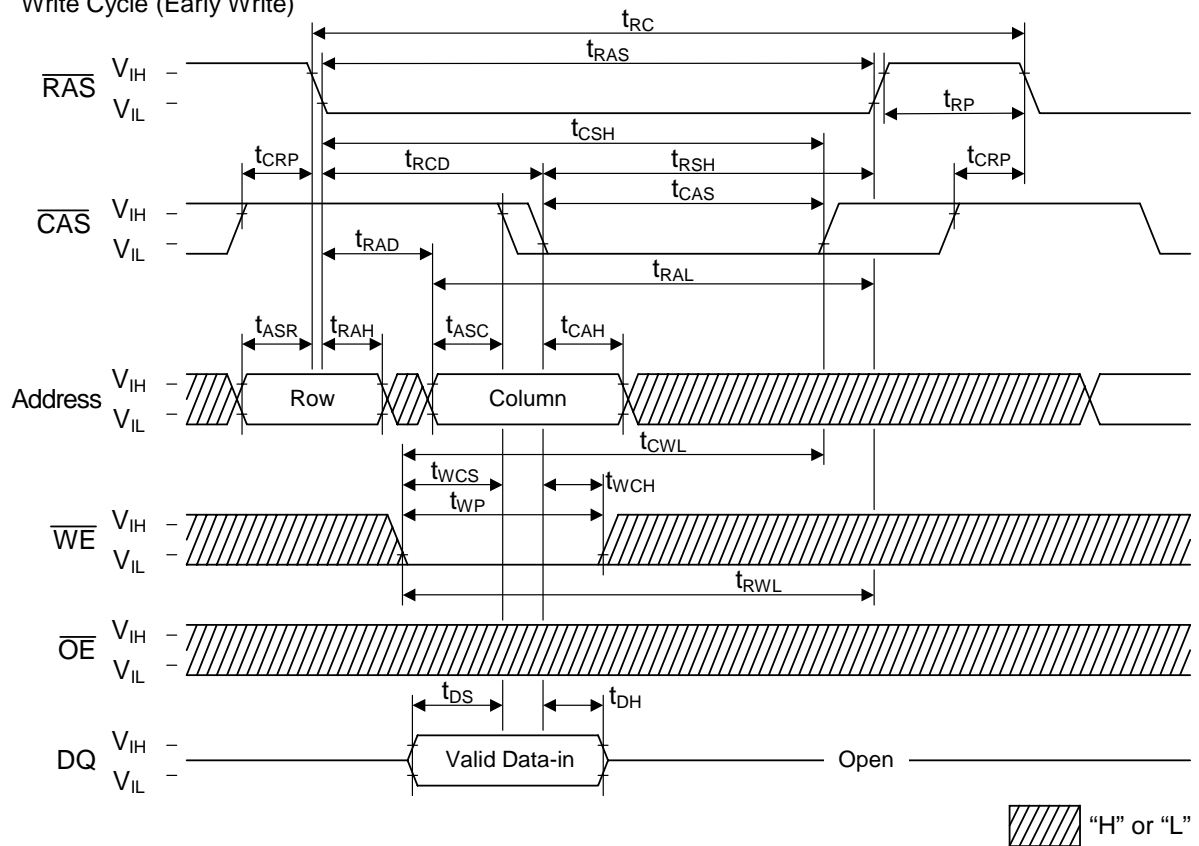 Write Cycle (Early Write)
tRC
tRAS
RAS
VIH
VIL
tRP
tCSH
tCRP
tRCD
tRSH
tCRP
tCAS
CAS
VIH
VIL
tRAD
tRAL
tASR
tRAH
tASC
tCAH
Address
VIH
VIL
Row
Column
tCWL
tWCS
tWCH
tWP
WE
VIH
VIL
tRWL
OE
VIH
VIL
tDS
tDH
DQ
VIH
VIL
Valid Data-in
Open
“H” or “L”